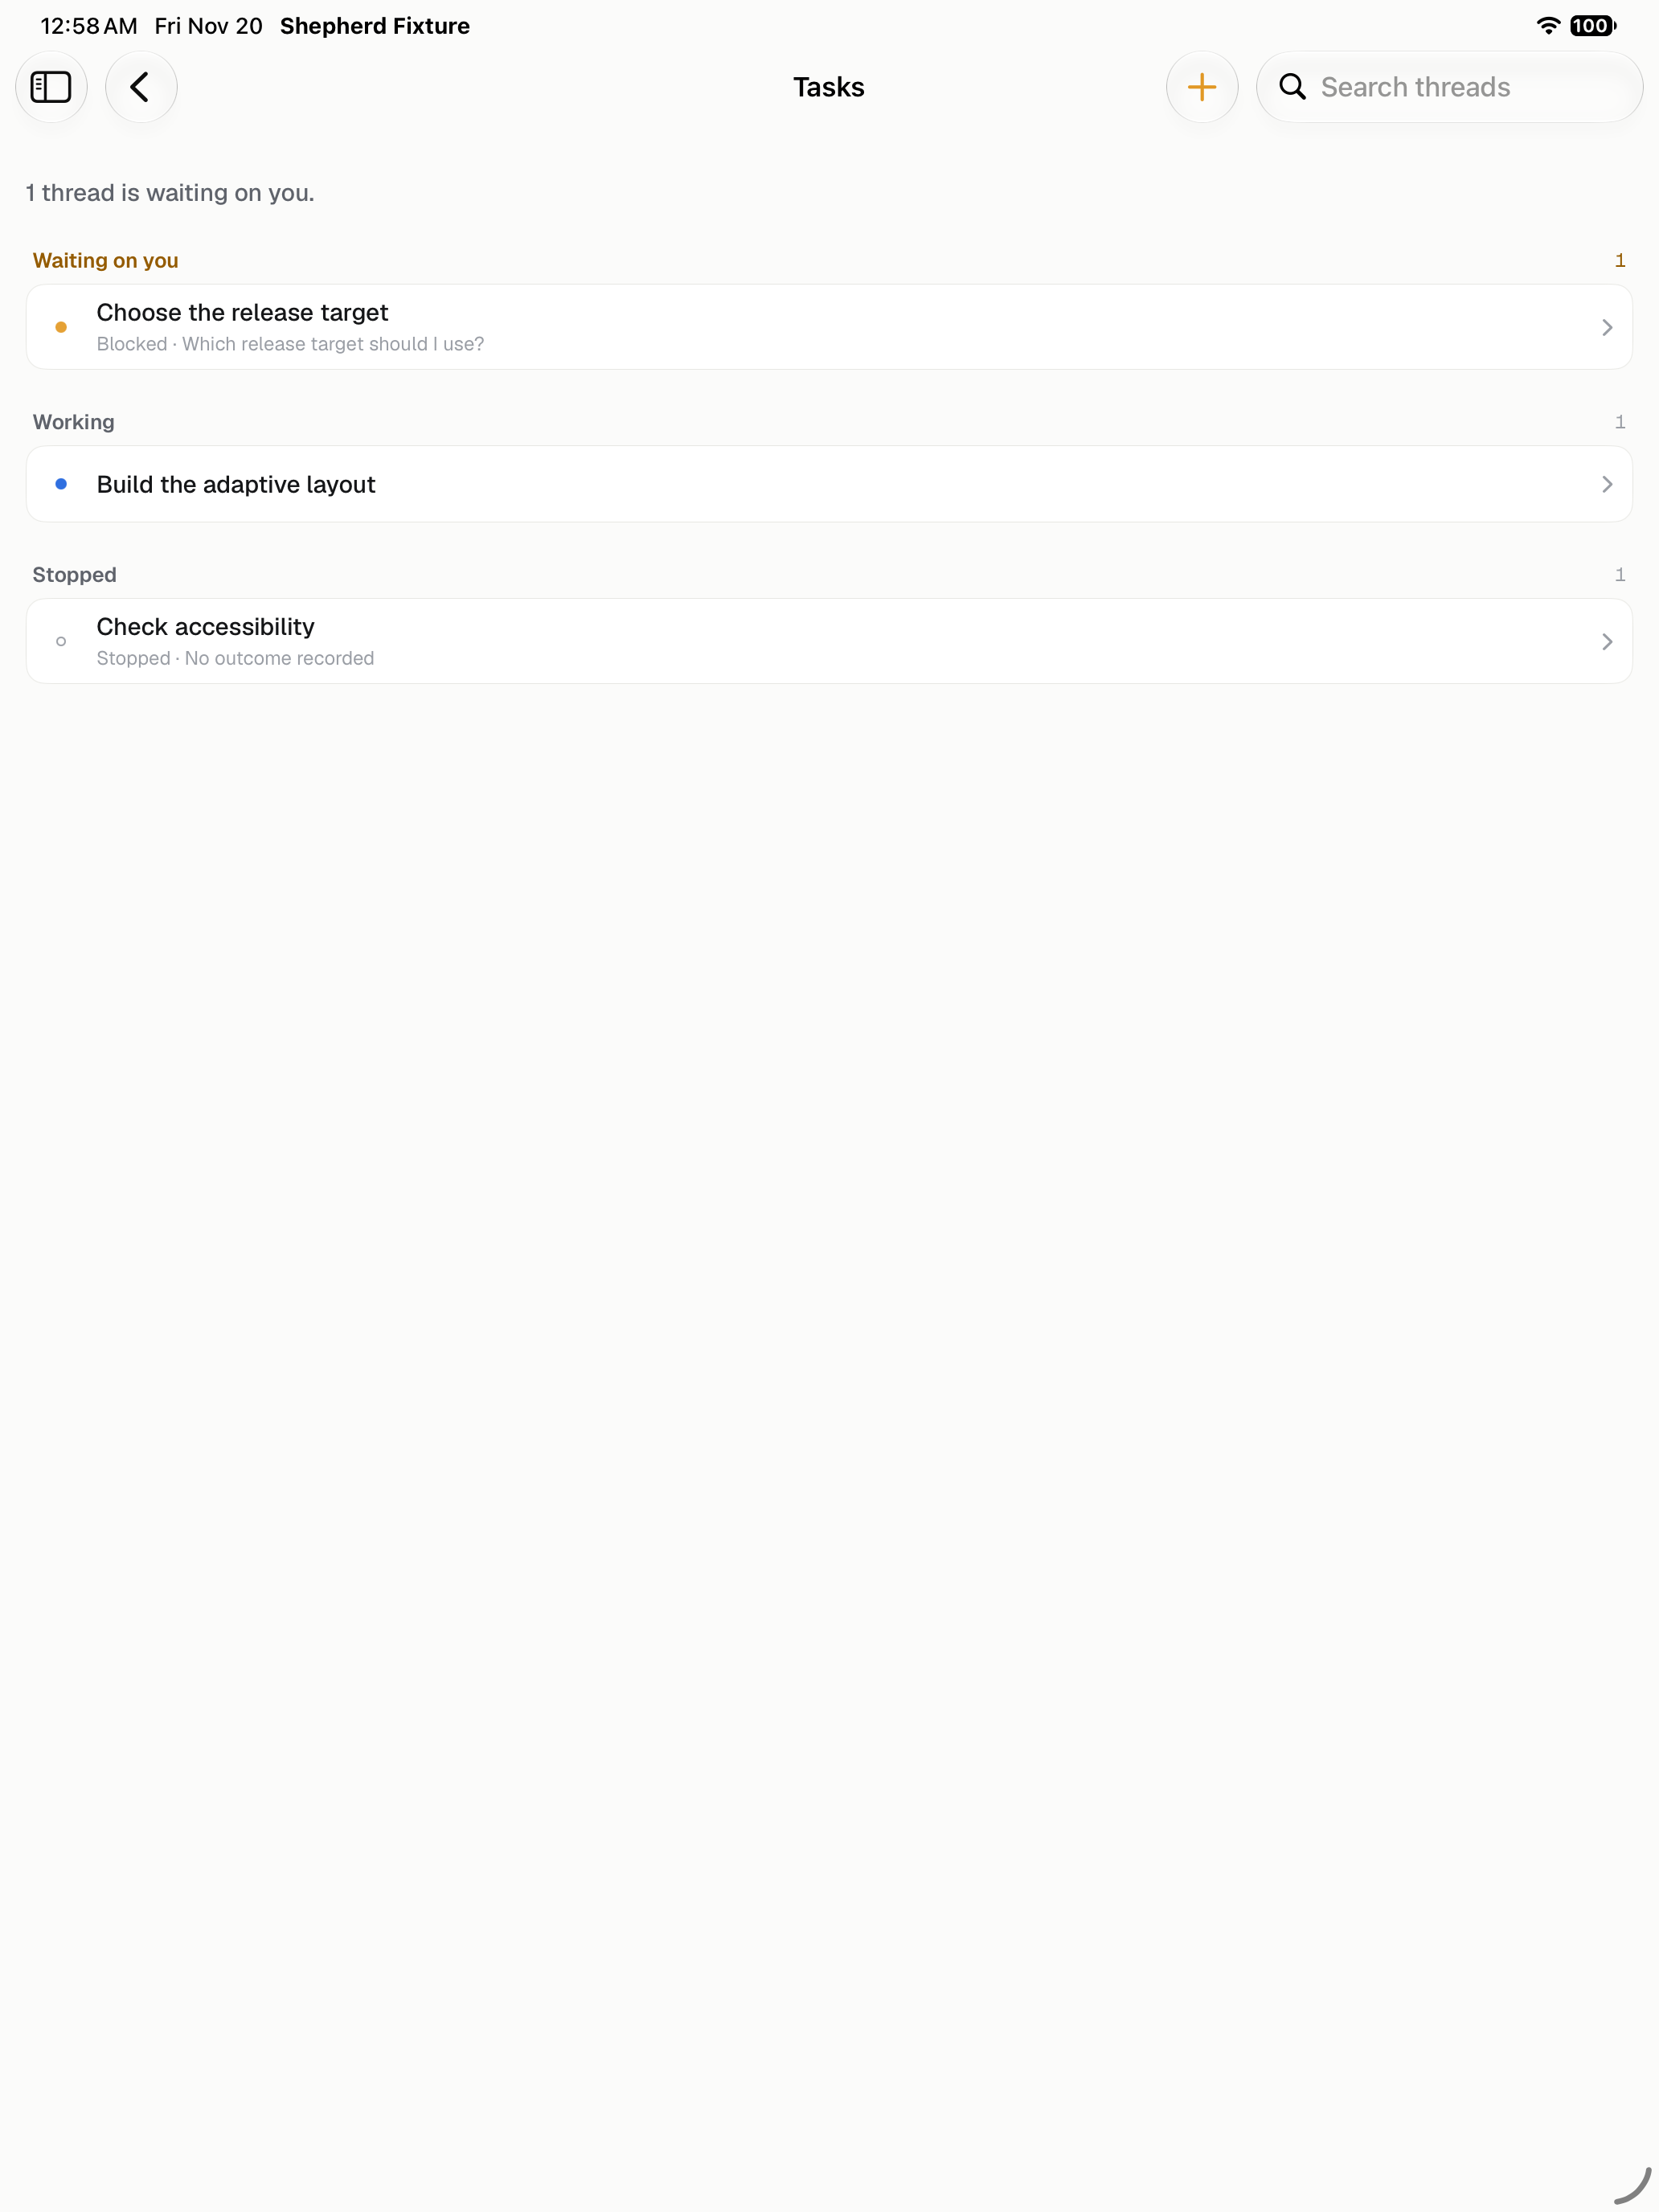 12:58 AM Fri Nov 20 Shepherd Fixture 100
Tasks
Search threads
1 thread is waiting on you.
Waiting on you 1
Choose the release target
Blocked · Which release target should I use?
Working 1
Build the adaptive layout
Stopped 1
Check accessibility
Stopped · No outcome recorded